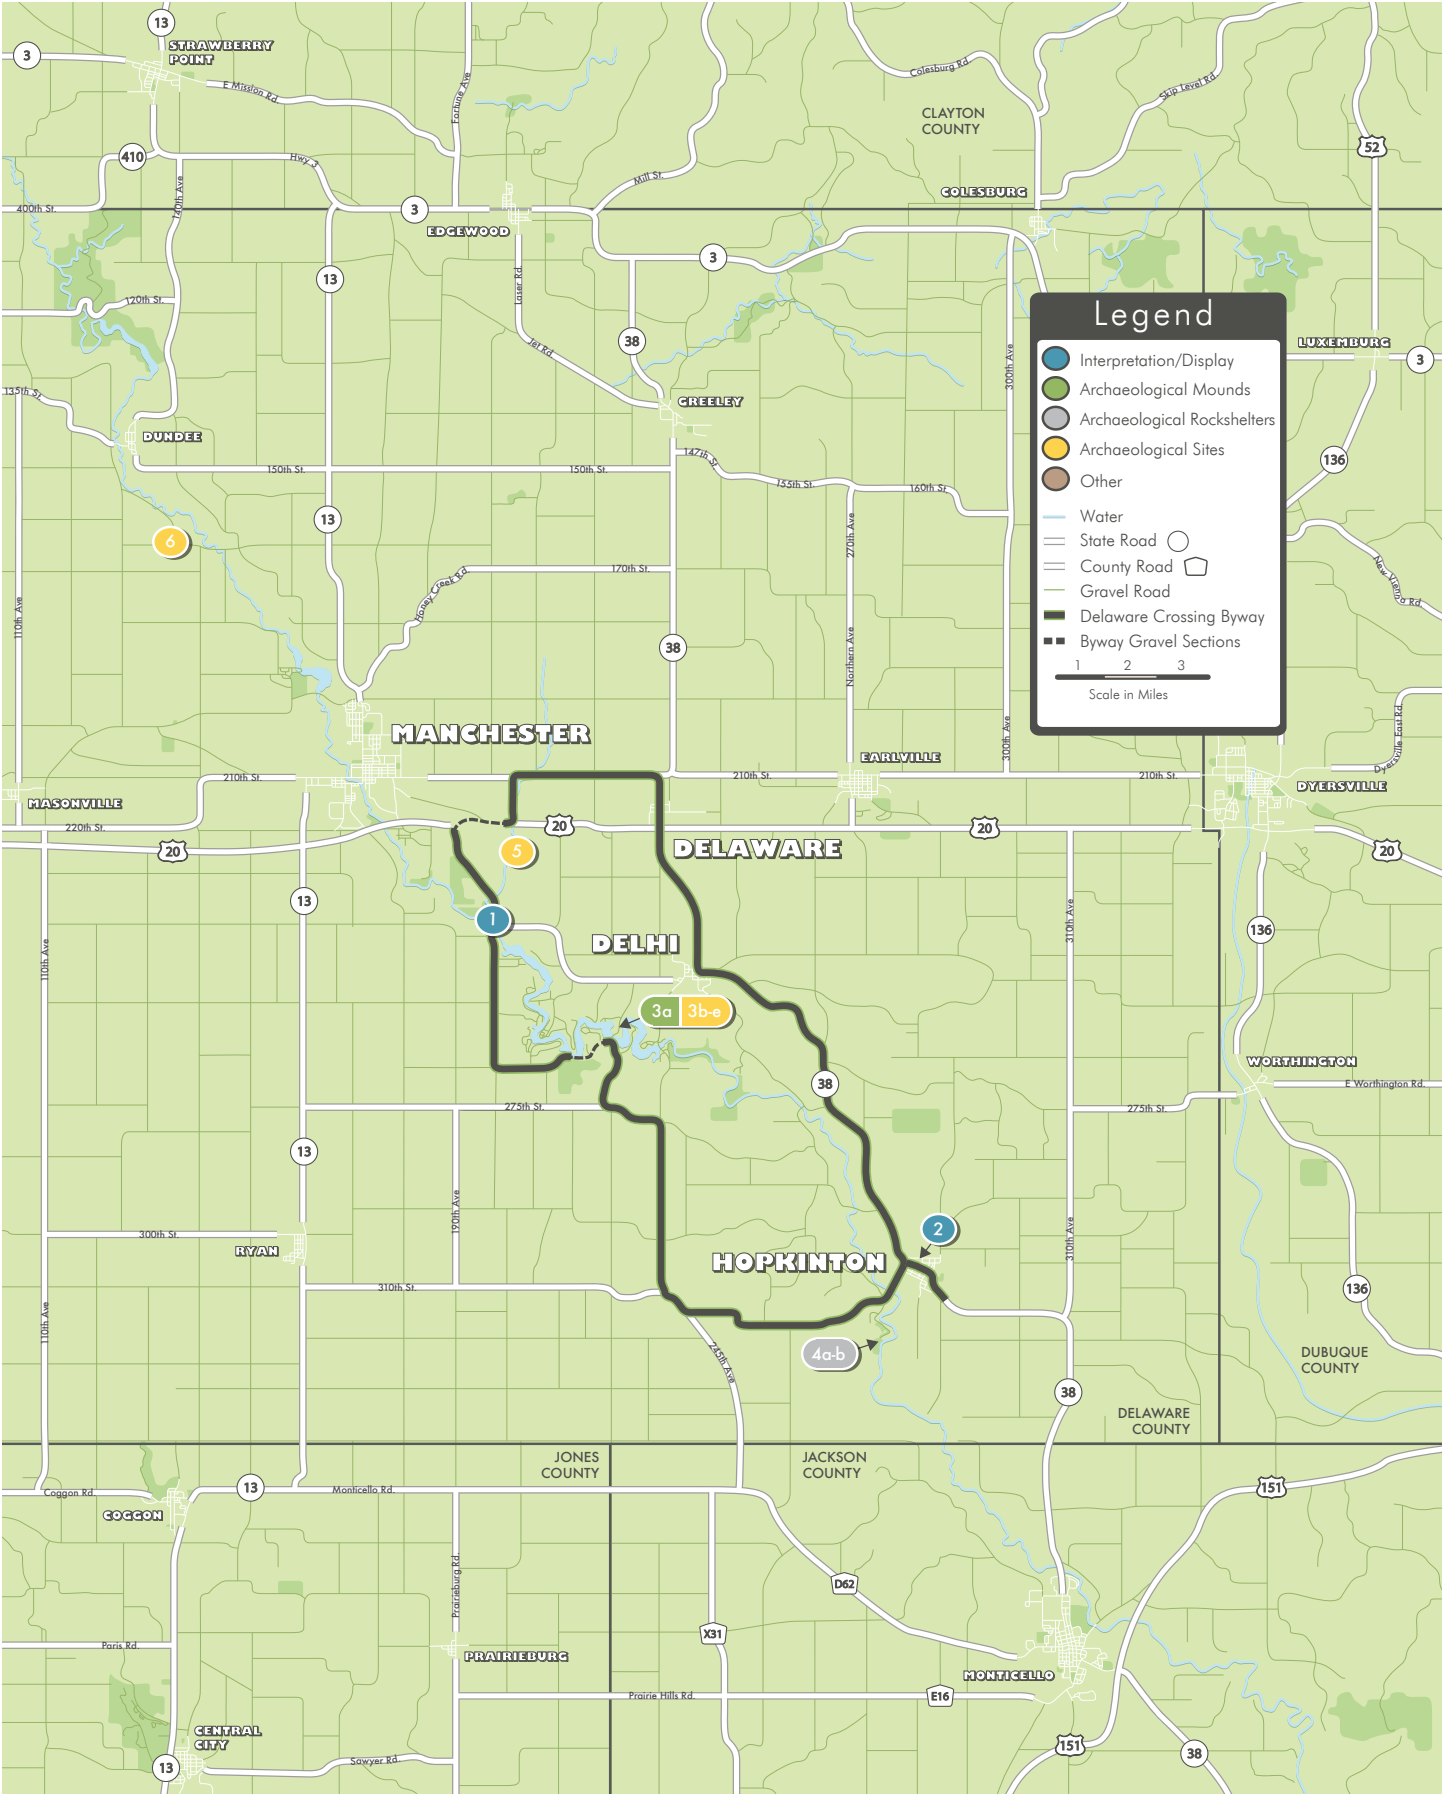 13
STRAWBERRY
POINT
3
E Mission Rd.
Fortune Ave
Colesburg Rd
Skip Level Rd.
CLAYTON
COUNTY
52
410
Hwy 3
140th Ave
Mill St.
COLESBURG
400th St.
3
EDGEWOOD
3
13
Laser Rd.
120th St.
38
Jet Rd
300th Ave
LUXEMBURG
3
135th St.
GREELEY
DUNDEE
147th St
150th St.
150th St.
155th St.
160th St.
136
Legend
Interpretation/Display
Archaeological Mounds
Archaeological Rockshelters
Archaeological Sites
Other
Water
State Road
County Road
Gravel Road
Delaware Crossing Byway
Byway Gravel Sections
1 2 3
Scale in Miles
13
6
270th Ave
170th St.
Honey Creek Rd.
New Vienna Rd
110th Ave
38
Northern Ave
MANCHESTER
300th Ave
Dyersville East Rd.
EARLVILLE
210th St.
210th St.
210th St.
DYERSVILLE
MASONVILLE
220th St.
20
20
20
20
5
DELAWARE
13
1
310th Ave
136
110th Ave
DELHI
3a
3b-e
38
WORTHINGTON
E Worthington Rd.
275th St.
275th St.
13
190th Ave
2
310th Ave
300th St.
RYAN
HOPKINTON
310th St.
136
110th Ave
245th Ave
4a-b
DUBUQUE
COUNTY
38
DELAWARE
COUNTY
JONES
COUNTY
JACKSON
COUNTY
151
Coggon Rd.
13
Monticello Rd.
COGGON
Prairieburg Rd.
D62
X31
Paris Rd.
PRAIRIEBURG
MONTICELLO
Prairie Hills Rd.
E16
CENTRAL
CITY
Sawyer Rd.
13
151
38